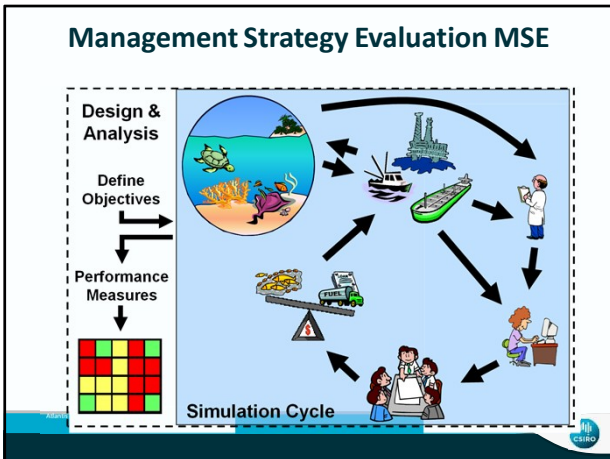 Management Strategy Evaluation MSE
Design &
Analysis
Define
Objectives
Performance
Measures
FUEL
$
Simulation Cycle
CSIRO